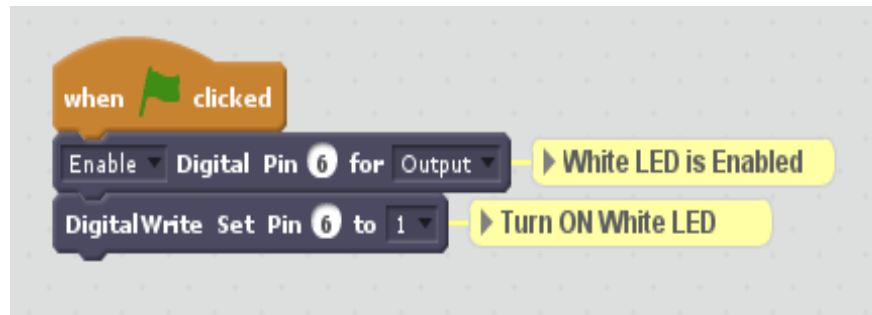 when clicked
Enable Digital Pin 6 for Output White LED is Enabled
DigitalWrite Set Pin 6 to 1 Turn ON White LED